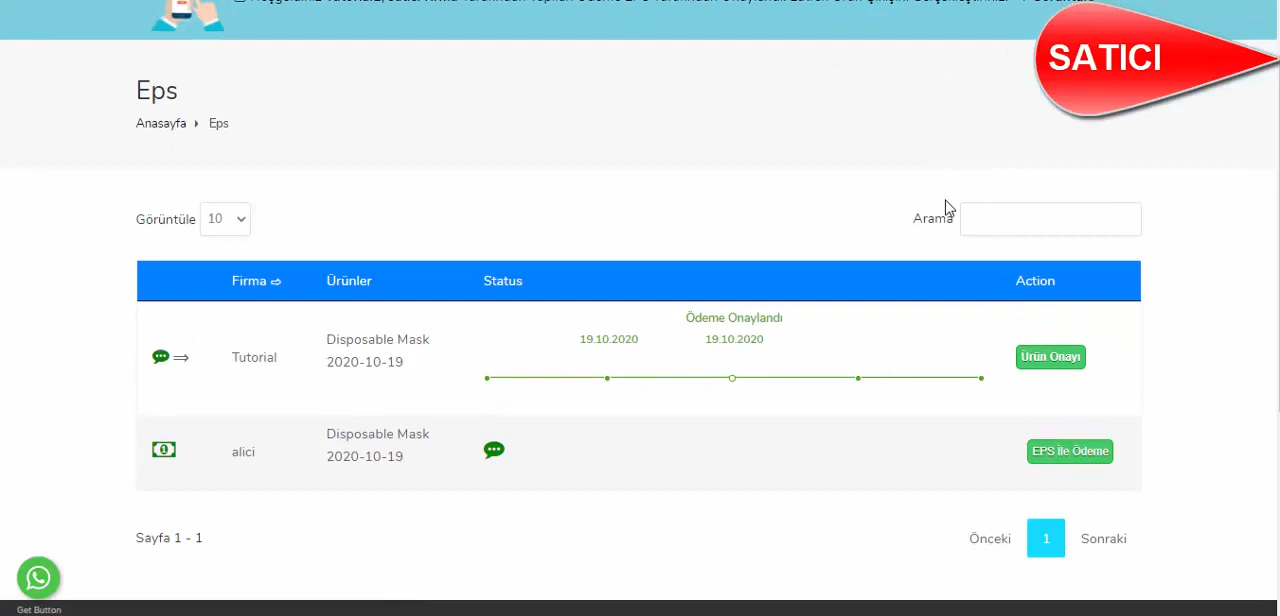 SATICI
Eps
Anasayfa Eps
Görüntüle 10
Arama
Firma ⇨ Ürünler Status Action
Ödeme Onaylandı
19.10.2020 19.10.2020
Tutorial
Disposable Mask
2020-10-19
Ürün Onayı
alici
Disposable Mask
2020-10-19
EPS İle Ödeme
Sayfa 1 - 1
Önceki 1 Sonraki
Get Button